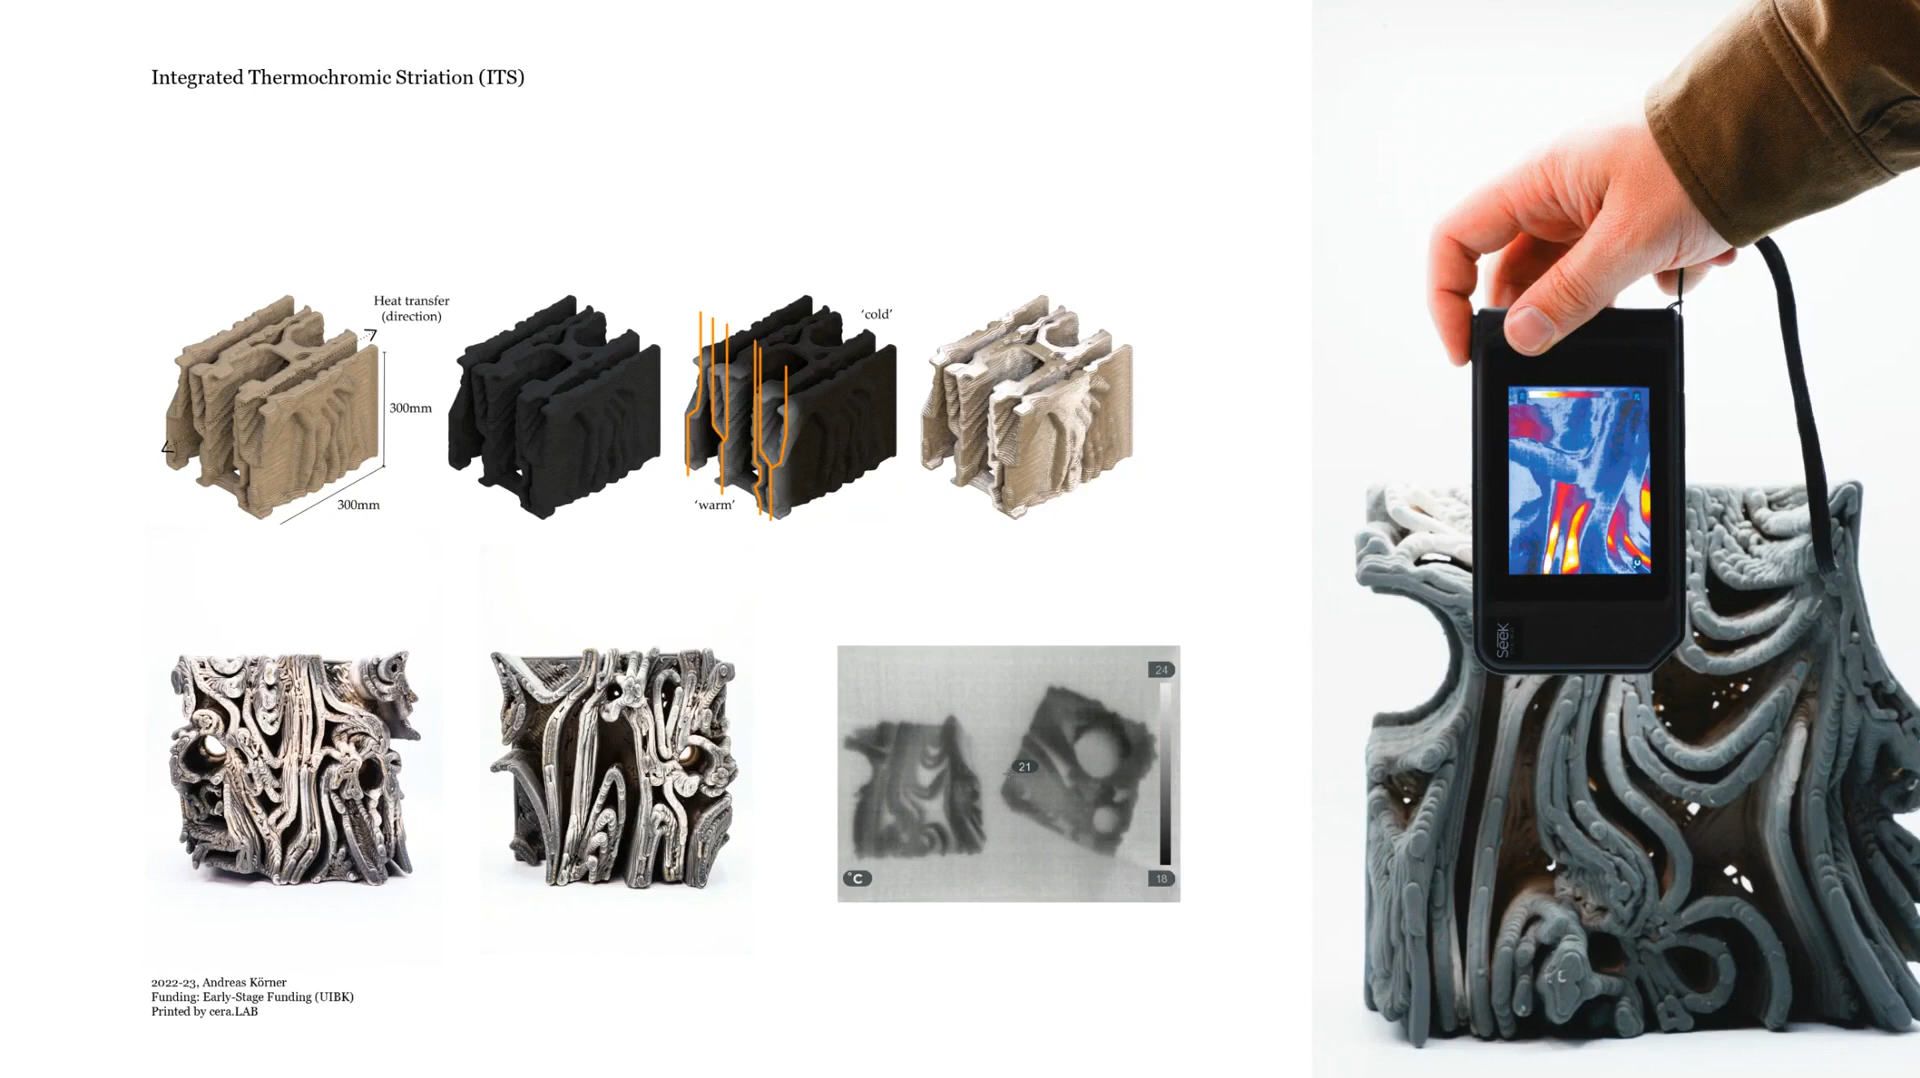 Integrated Thermochromic Striation (ITS)
Heat transfer
(direction)
300mm
300mm
'cold'
'warm'
24
21
°C
18
2022-23, Andreas Körner
Funding: Early-Stage Funding (UIBK)
Printed by cera.LAB
Seek